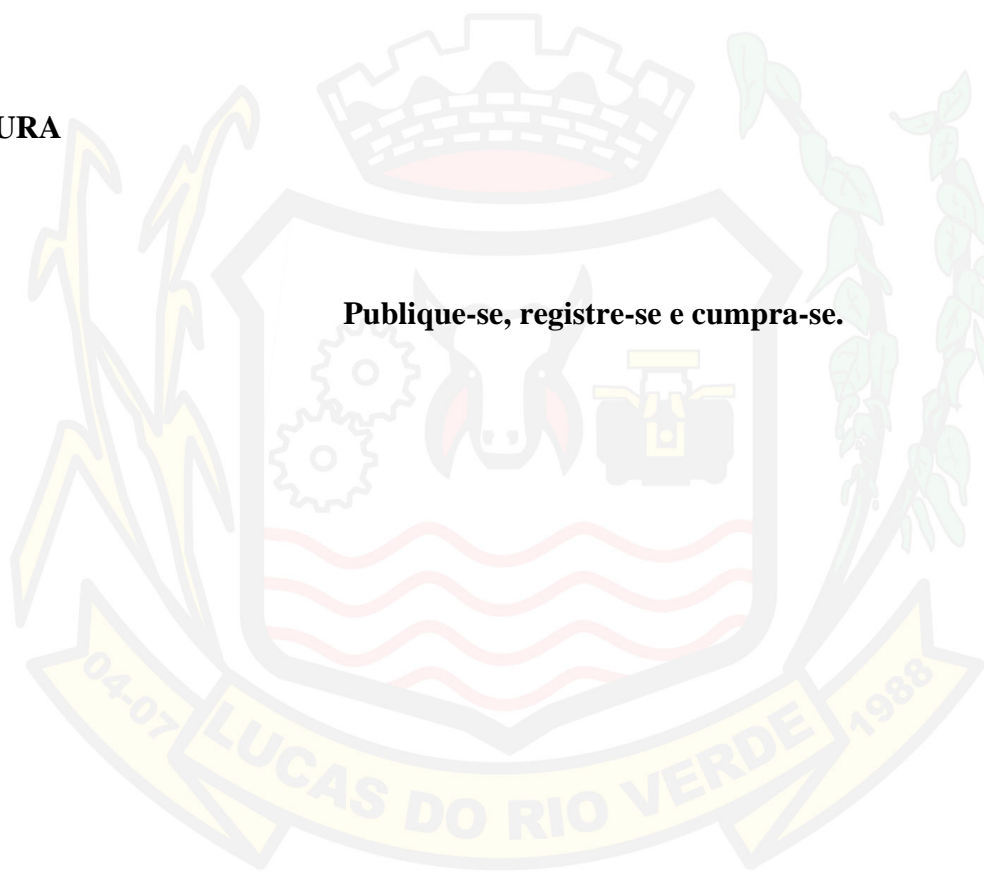 URA
Publique-se, registre-se e cumpra-se.
04-07
LUCAS DO RIO VERDE
1988